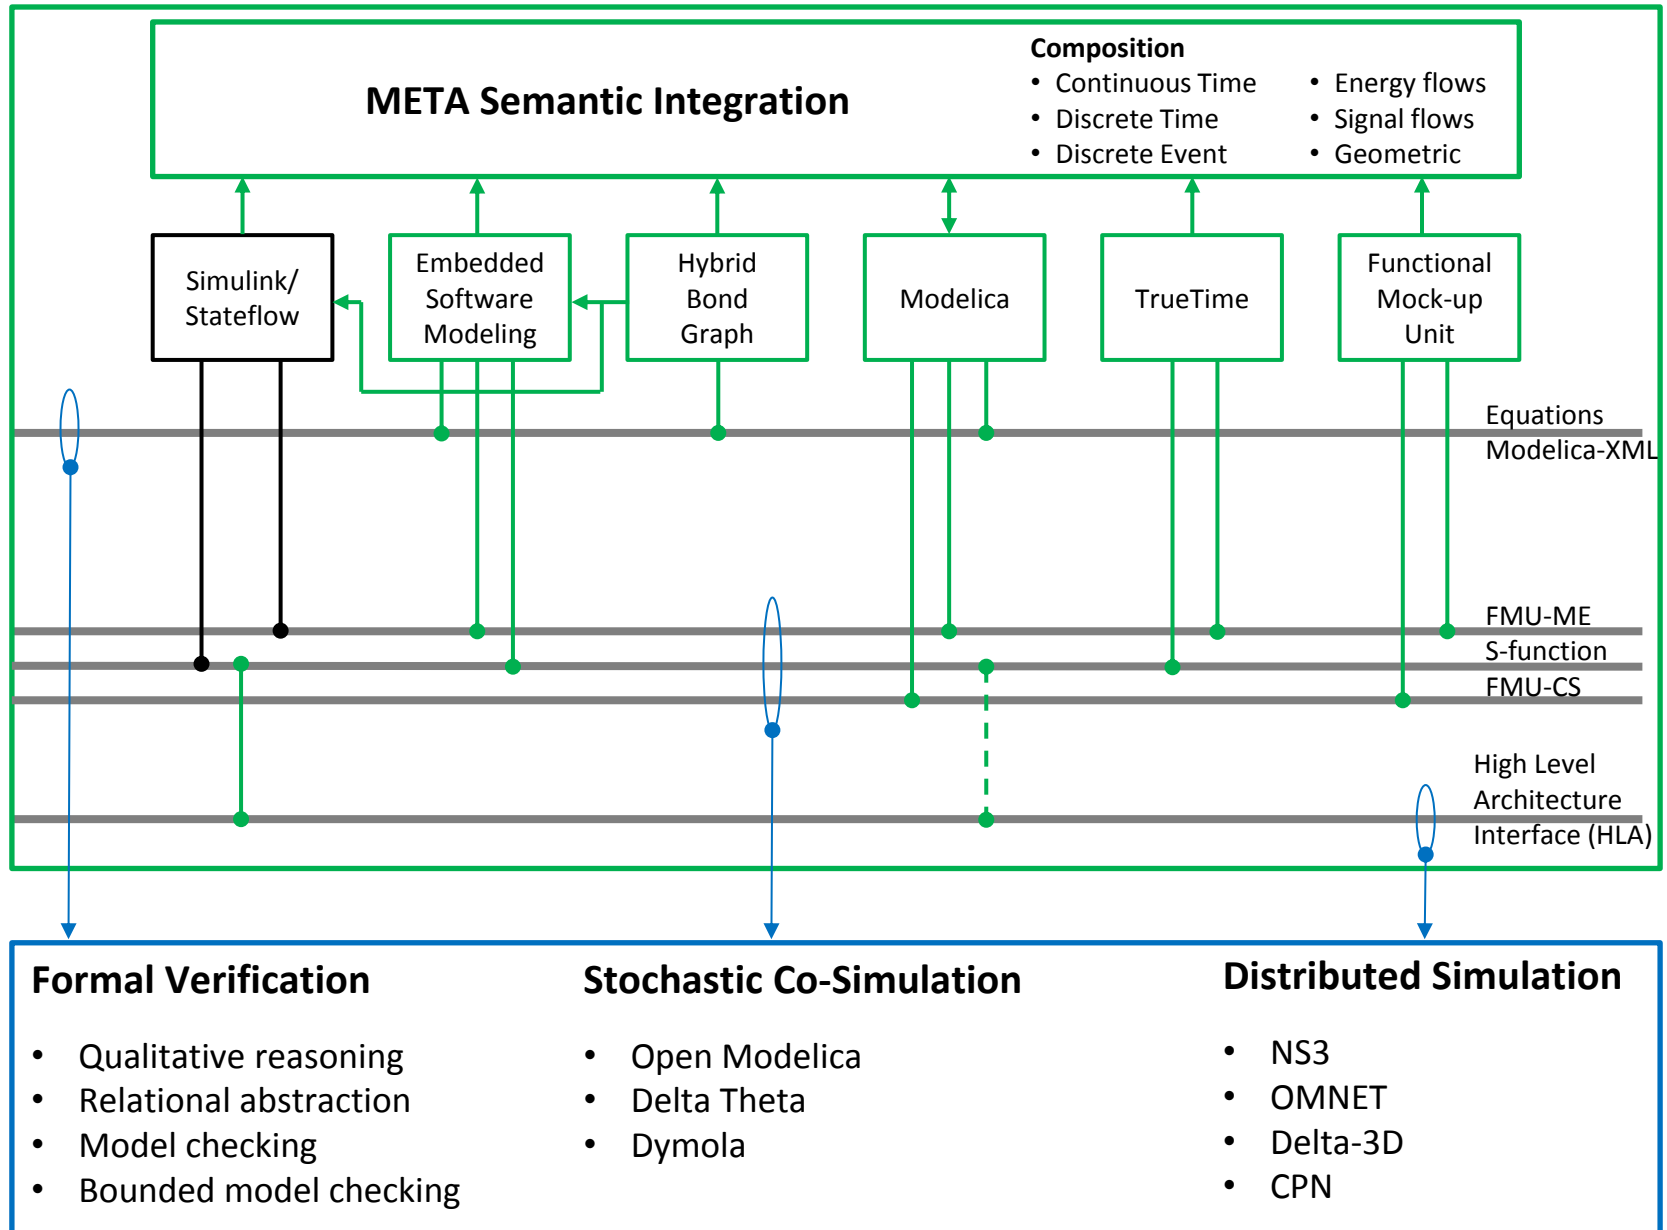 META Semantic Integration
Composition
• Continuous Time
• Discrete Time
• Discrete Event
• Energy flows
• Signal flows
• Geometric
Simulink/
Stateflow
Embedded
Software
Modeling
Hybrid
Bond
Graph
Modelica
TrueTime
Functional
Mock-up
Unit
Equations
Modelica-XML
FMU-ME
S-function
FMU-CS
High Level
Architecture
Interface (HLA)
Formal Verification
• Qualitative reasoning
• Relational abstraction
• Model checking
• Bounded model checking
Stochastic Co-Simulation
• Open Modelica
• Delta Theta
• Dymola
Distributed Simulation
• NS3
• OMNET
• Delta-3D
• CPN